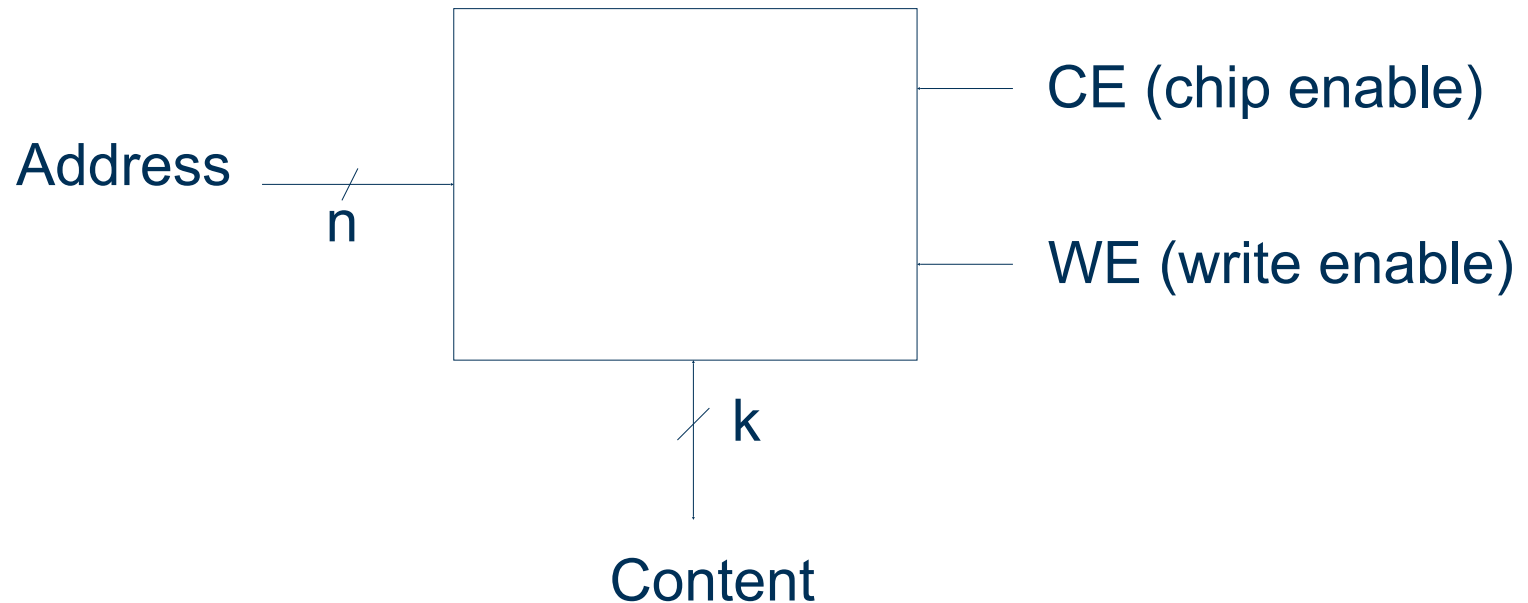 CE (chip enable)
Address
n
WE (write enable)
k
Content